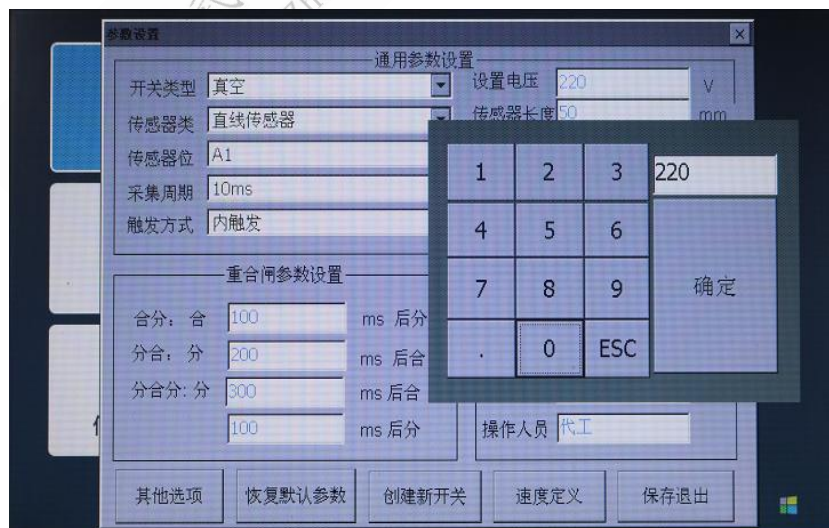 参数设置
通用参数设置
开关类型 真空 设置电压 220 V
传感器类 直线传感器 传感器长度 50 mm
传感器位 A1
采集周期 10ms
触发方式 内触发
1 2 3 220
4 5 6
7 8 9 确定
. 0 ESC
重合闸参数设置
合分: 合 100 ms 后分
分合: 分 200 ms 后合
分合分: 分 300 ms 后合
100 ms 后分
操作人员 代工
其他选项 恢复默认参数 创建新开关 速度定义 保存退出